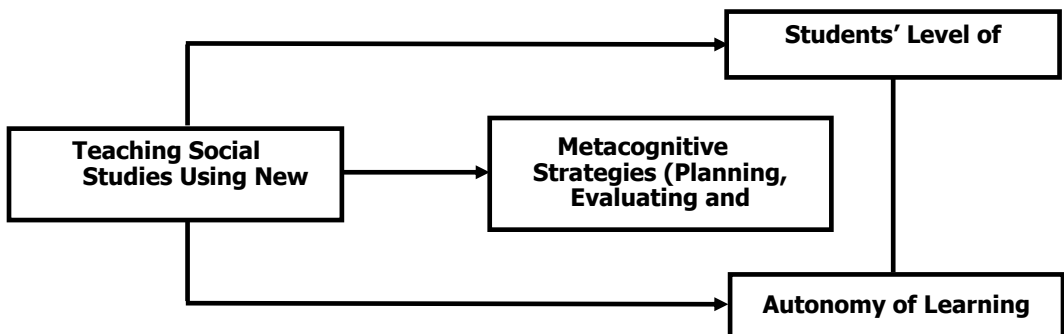 Students’ Level of
Teaching Social
Studies Using New
Metacognitive
Strategies (Planning,
Evaluating and
Autonomy of Learning